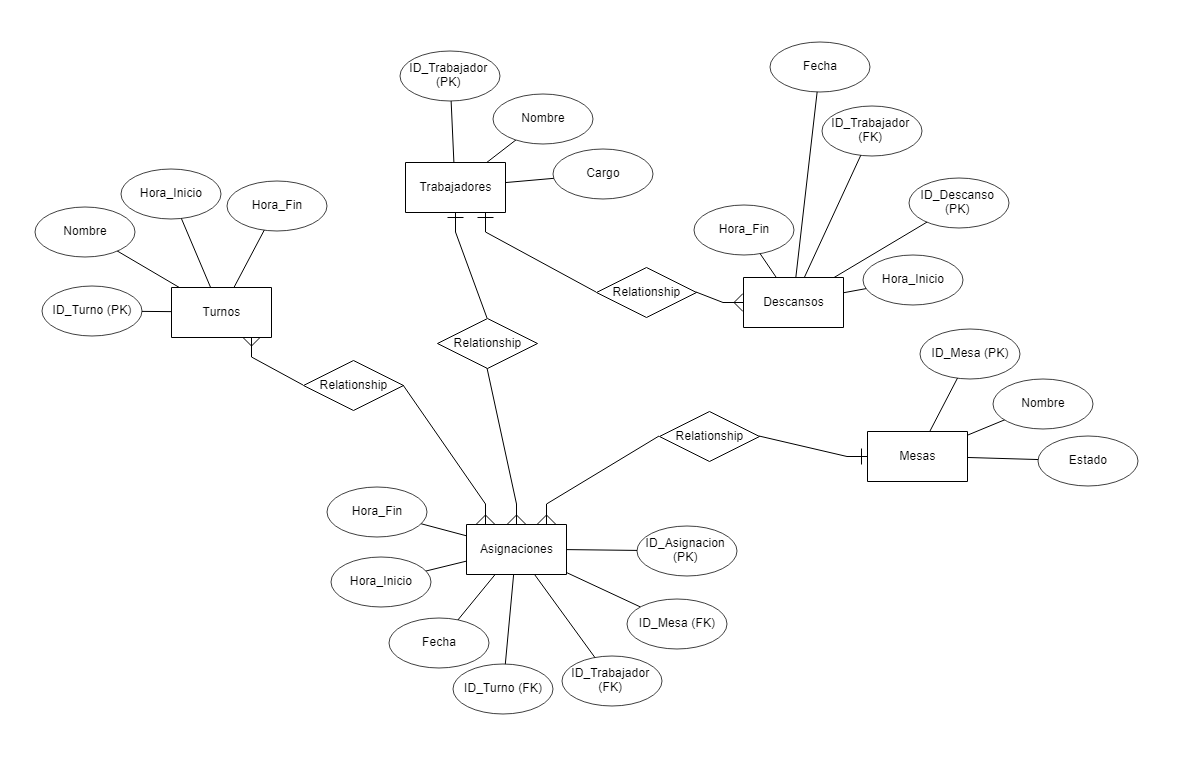 Fecha
ID_Trabajador
(PK)
Nombre
ID_Trabajador
(FK)
Cargo
Trabajadores
Hora_Inicio
Hora_Fin
Nombre
ID_Descanso
(PK)
Hora_Fin
Hora_Inicio
ID_Turno (PK)
Turnos
Relationship
Descansos
Relationship
ID_Mesa (PK)
Relationship
Nombre
Relationship
Mesas
Estado
Hora_Fin
Asignaciones
ID_Asignacion
(PK)
Hora_Inicio
ID_Mesa (FK)
Fecha
ID_Turno (FK)
ID_Trabajador
(FK)